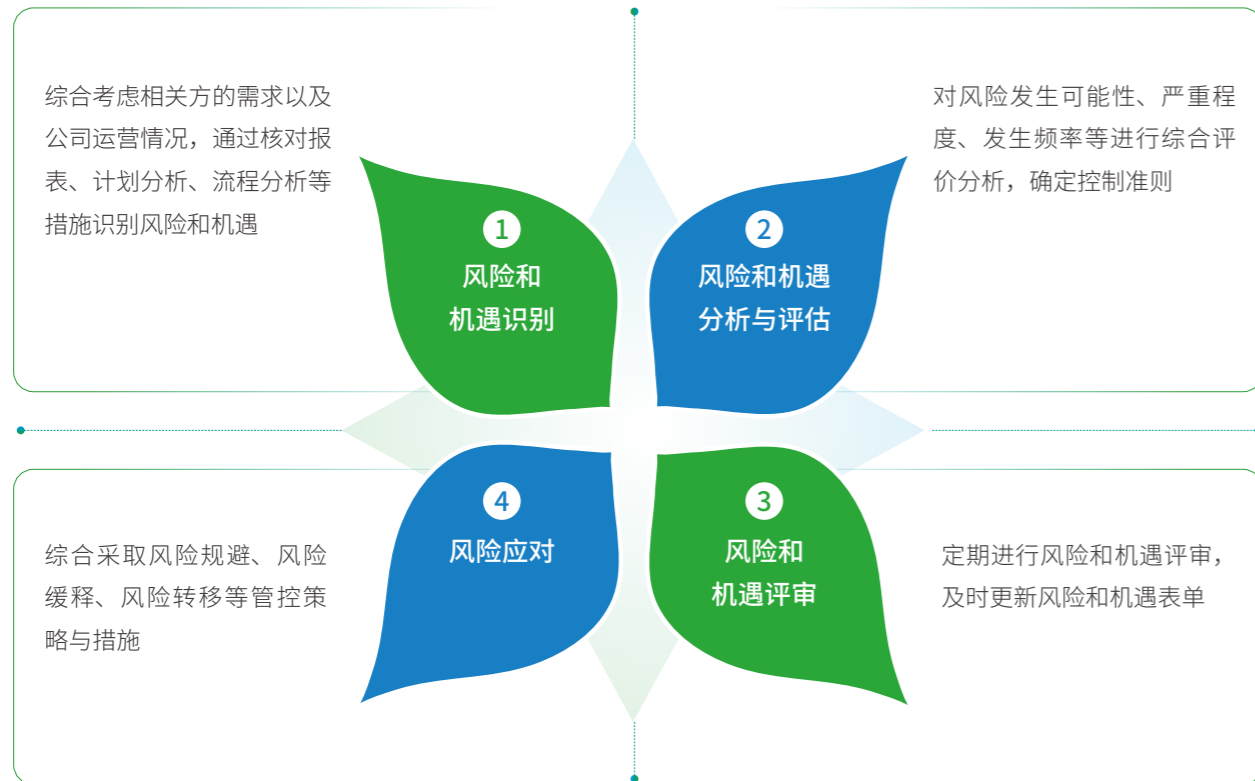 综合考虑相关方的需求以及
公司运营情况，通过核对报
表、计划分析、流程分析等
措施识别风险和机遇
1
风险和
机遇识别
2
风险和机遇
分析与评估
对风险发生可能性、严重程
度、发生频率等进行综合评
价分析，确定控制准则
综合采取风险规避、风险
缓释、风险转移等管控策
略与措施
4
风险应对
3
风险和
机遇评审
定期进行风险和机遇评审，
及时更新风险和机遇表单